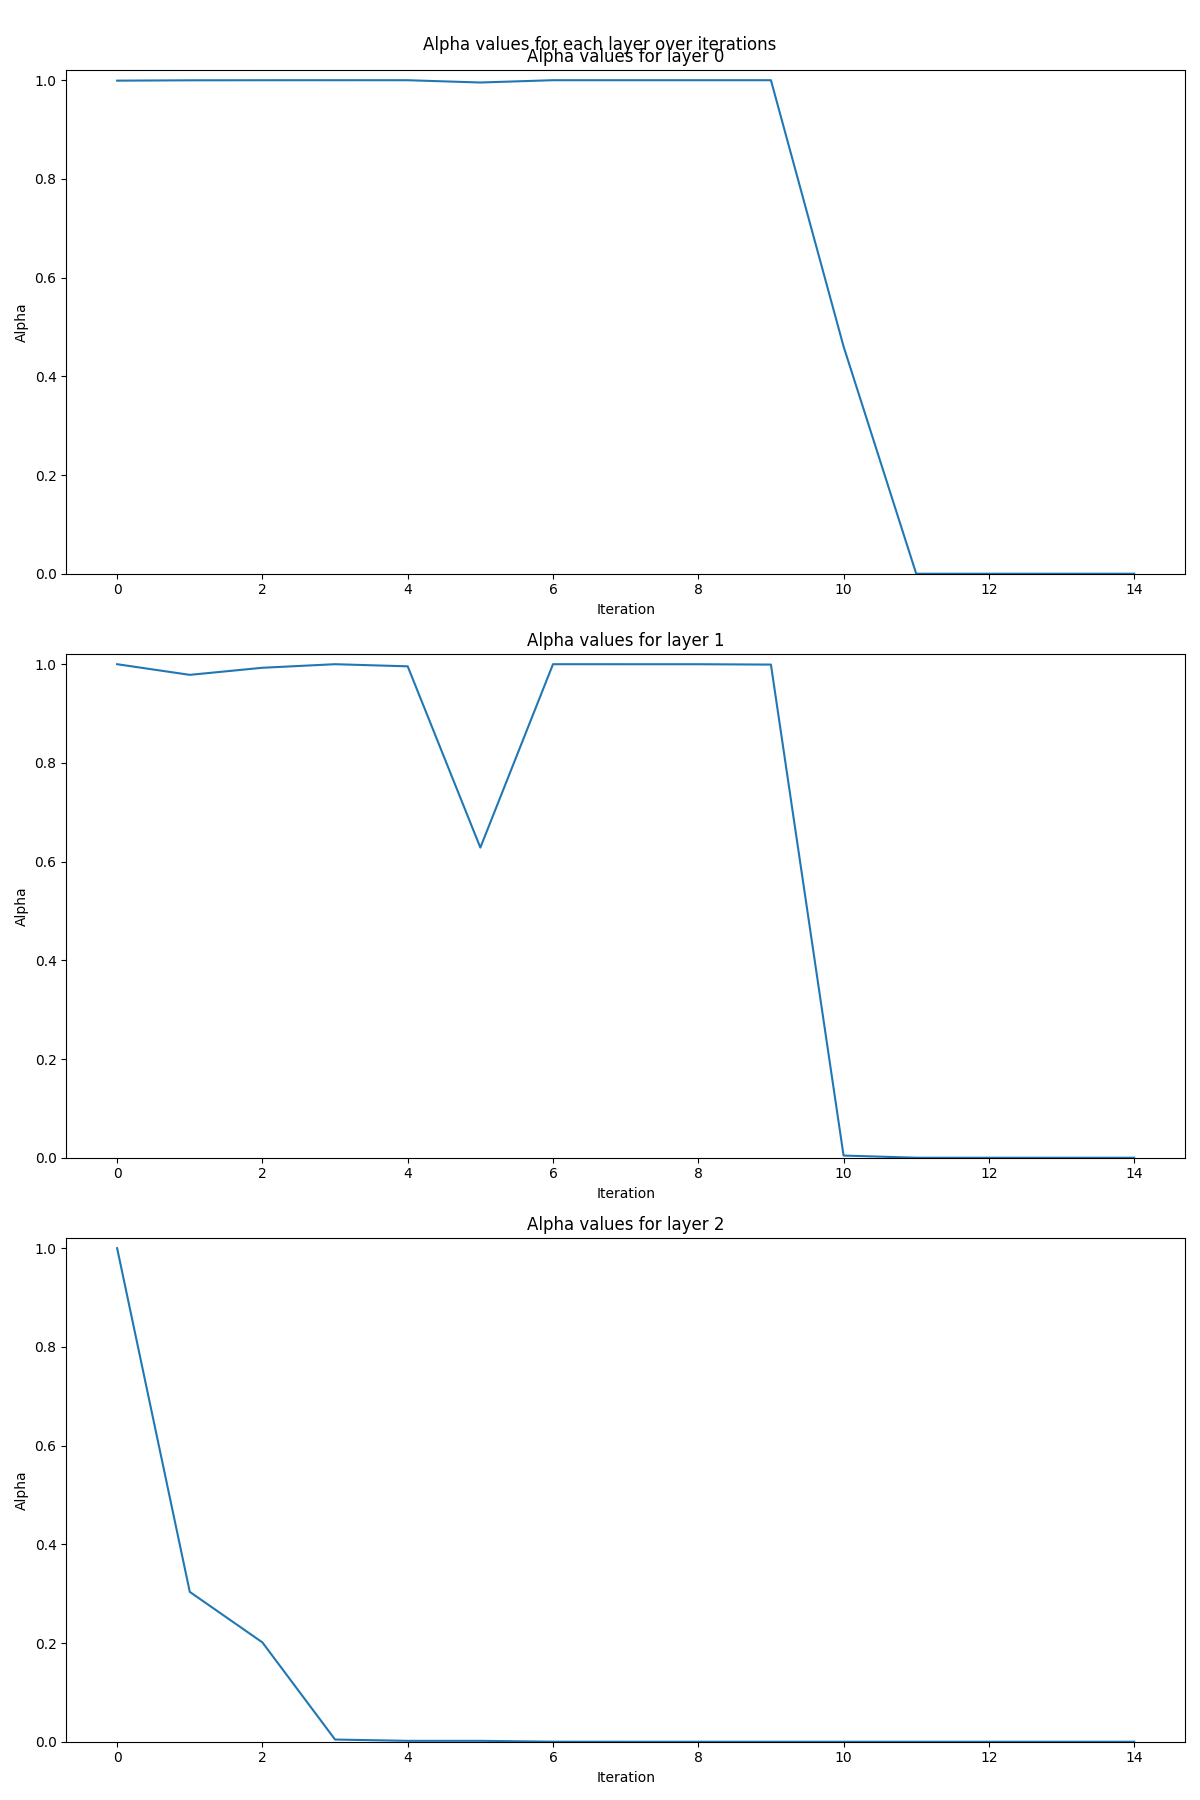 Alpha values for each layer over iterations
Alpha values for layer 0
1.0
0.8
0.6
0.4
0.2
0.0
Alpha
0 2 4 6 8 10 12 14
Iteration
Alpha values for layer 1
1.0
0.8
0.6
0.4
0.2
0.0
Alpha
0 2 4 6 8 10 12 14
Iteration
Alpha values for layer 2
1.0
0.8
0.6
0.4
0.2
0.0
Alpha
0 2 4 6 8 10 12 14
Iteration